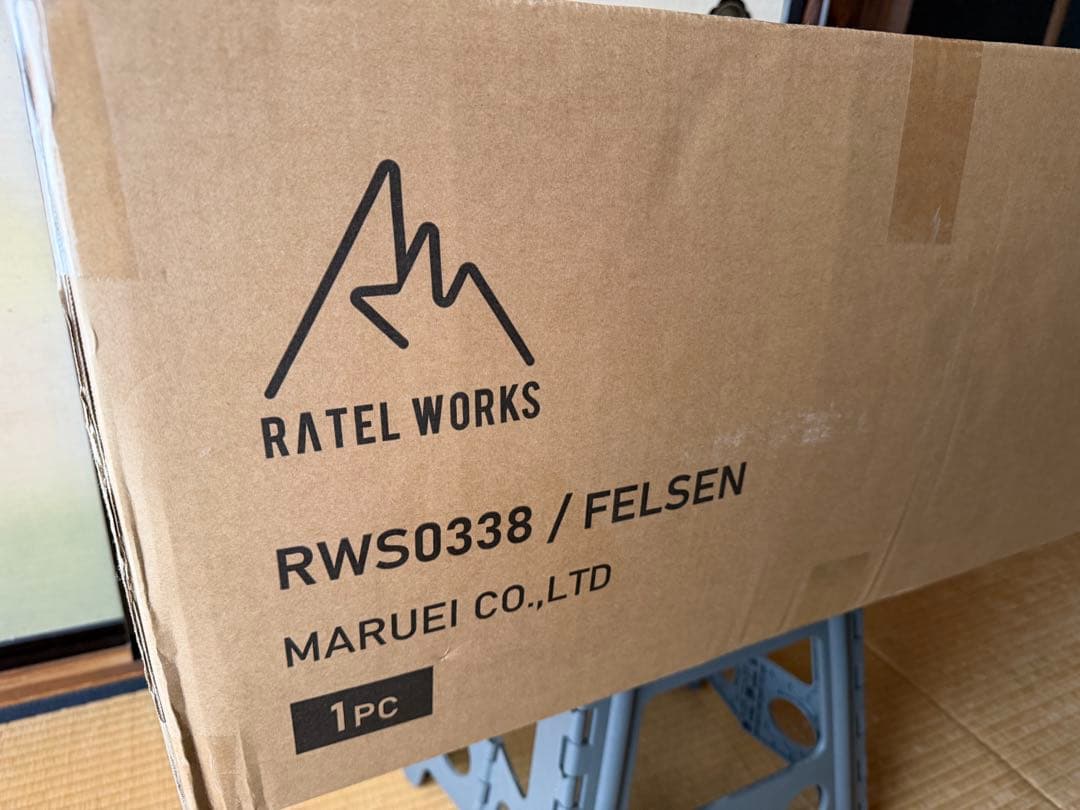 RATEL WORKS
RWS0338 / FELSEN
MARUEI CO.,LTD
1PC